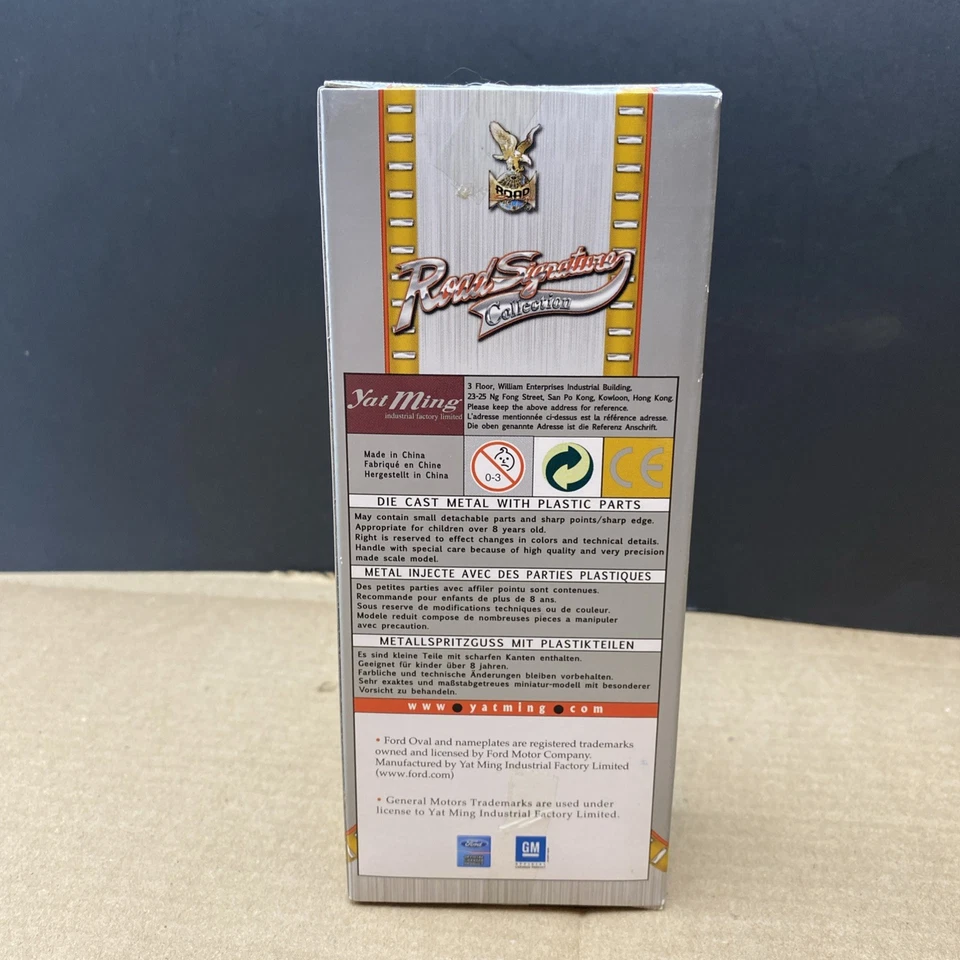 ROAD
Road Signature
Collection
Yat Ming
industrial factory limited
3 Floor, William Enterprises Industrial Building,
23-25 Ng Fong Street, San Po Kong, Kowloon, Hong Kong.
Please keep the above address for reference.
L'adresse mentionnée ci-dessus est la référence adresse.
Die oben genannte Adresse ist die Referenz Anschrift.
Made in China
Fabriqué en Chine
Hergestellt in China
0-3
CE
DIE CAST METAL WITH PLASTIC PARTS
May contain small detachable parts and sharp points/sharp edge.
Appropriate for children over 8 years old.
Right is reserved to effect changes in colors and technical details.
Handle with special care because of high quality and very precision
made scale model.
METAL INJECTE AVEC DES PARTIES PLASTIQUES
Des petites parties avec affiler pointu sont contenues.
Recommande pour enfants de plus de 8 ans.
Sous reserve de modifications techniques ou de couleur.
Modele reduit compose de nombreuses pieces a manipuler
avec precaution.
METALLSPRITZGUSS MIT PLASTIKTEILEN
Es sind kleine Teile mit scharfen Kanten enthalten.
Geeignet für kinder über 8 jahren.
Farbliche und technische Änderungen bleiben vorbehalten.
Sehr exaktes und maßstabgetreues miniatur-modell mit besonderer
Vorsicht zu behandeln.
www●yatming●com
• Ford Oval and nameplates are registered trademarks
owned and licensed by Ford Motor Company.
Manufactured by Yat Ming Industrial Factory Limited
(www.ford.com)
• General Motors Trademarks are used under
license to Yat Ming Industrial Factory Limited.
Ford
GM